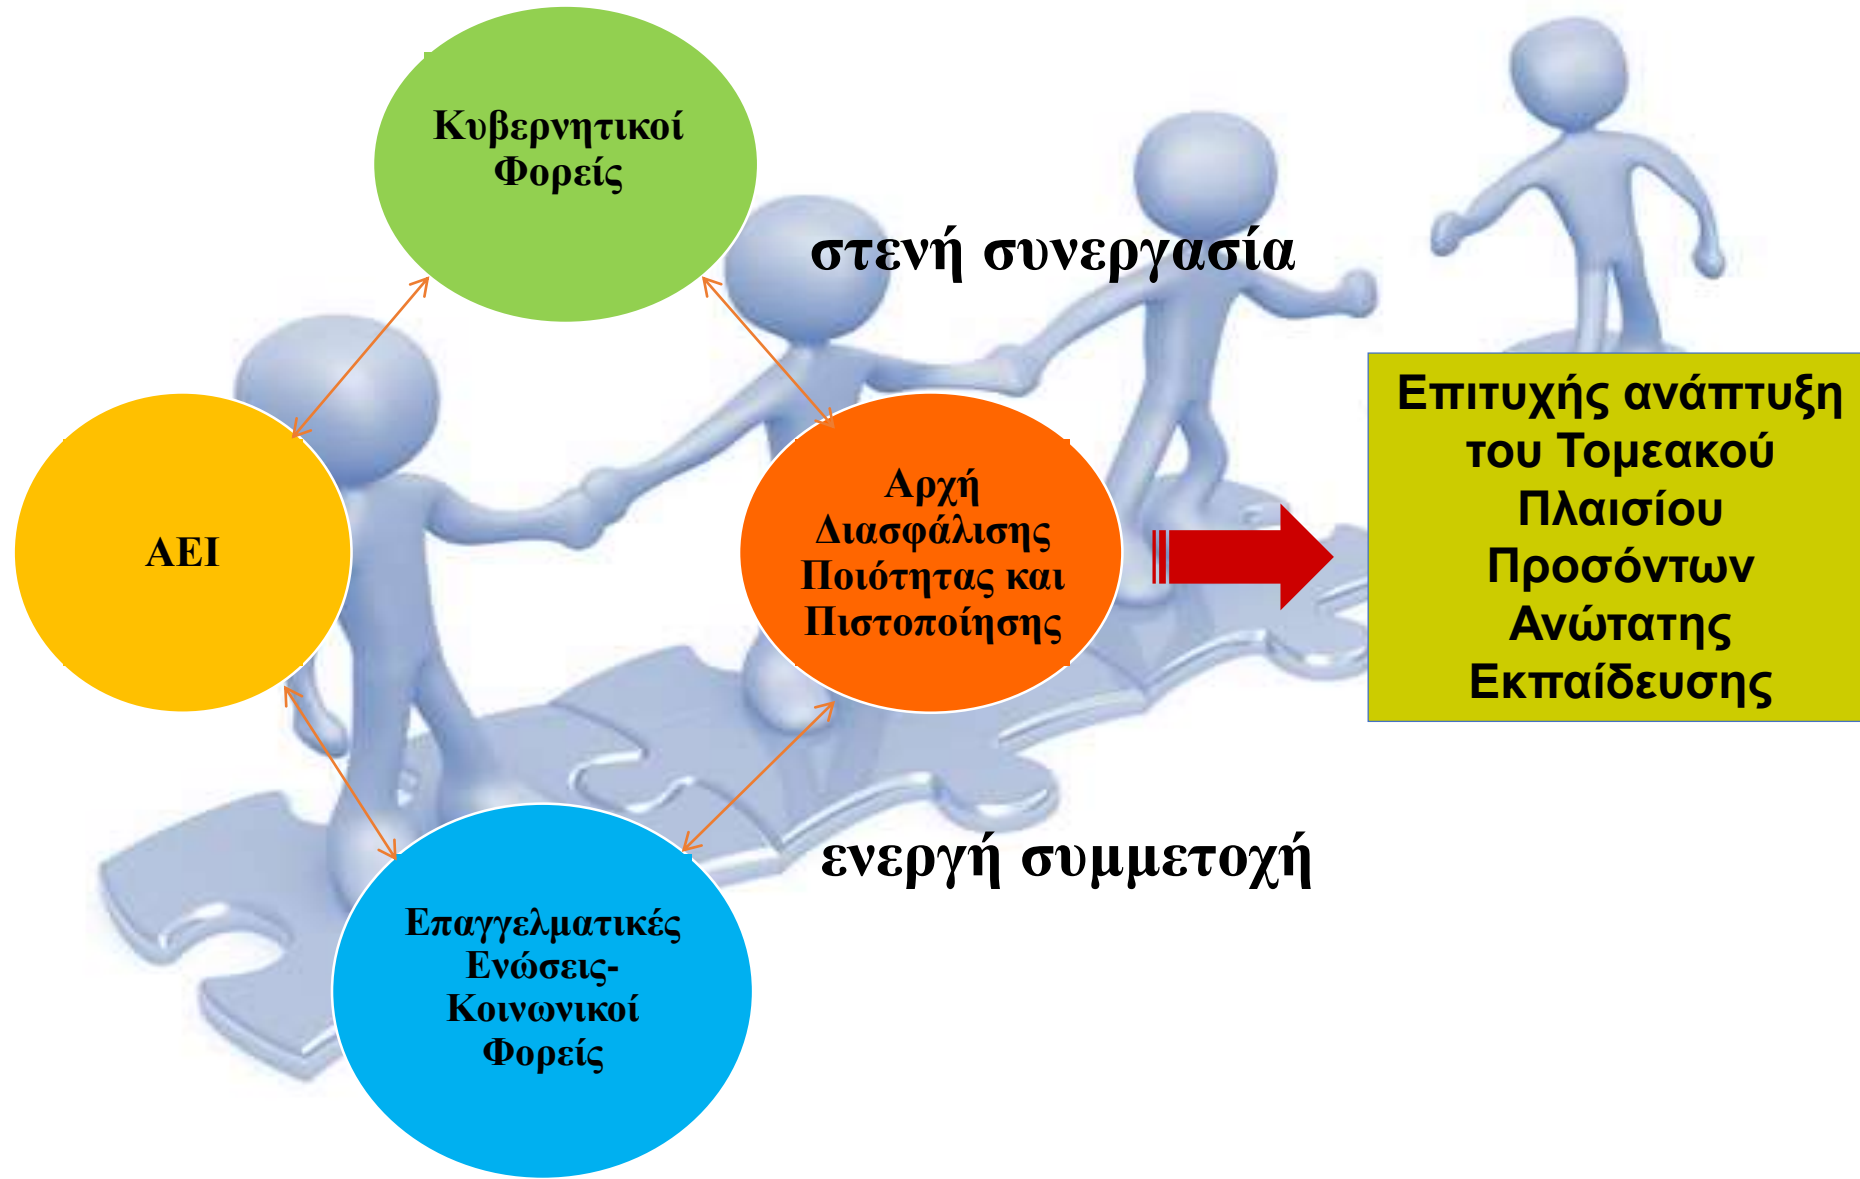 Κυβερνητικοί
Φορείς
στενή συνεργασία
ΑΕΙ
Αρχή
Διασφάλισης
Ποιότητας και
Πιστοποίησης
Επιτυχής ανάπτυξη
του Τομεακού
Πλαισίου
Προσόντων
Ανώτατης
Εκπαίδευσης
ενεργή συμμετοχή
Επαγγελματικές
Ενώσεις-
Κοινωνικοί
Φορείς